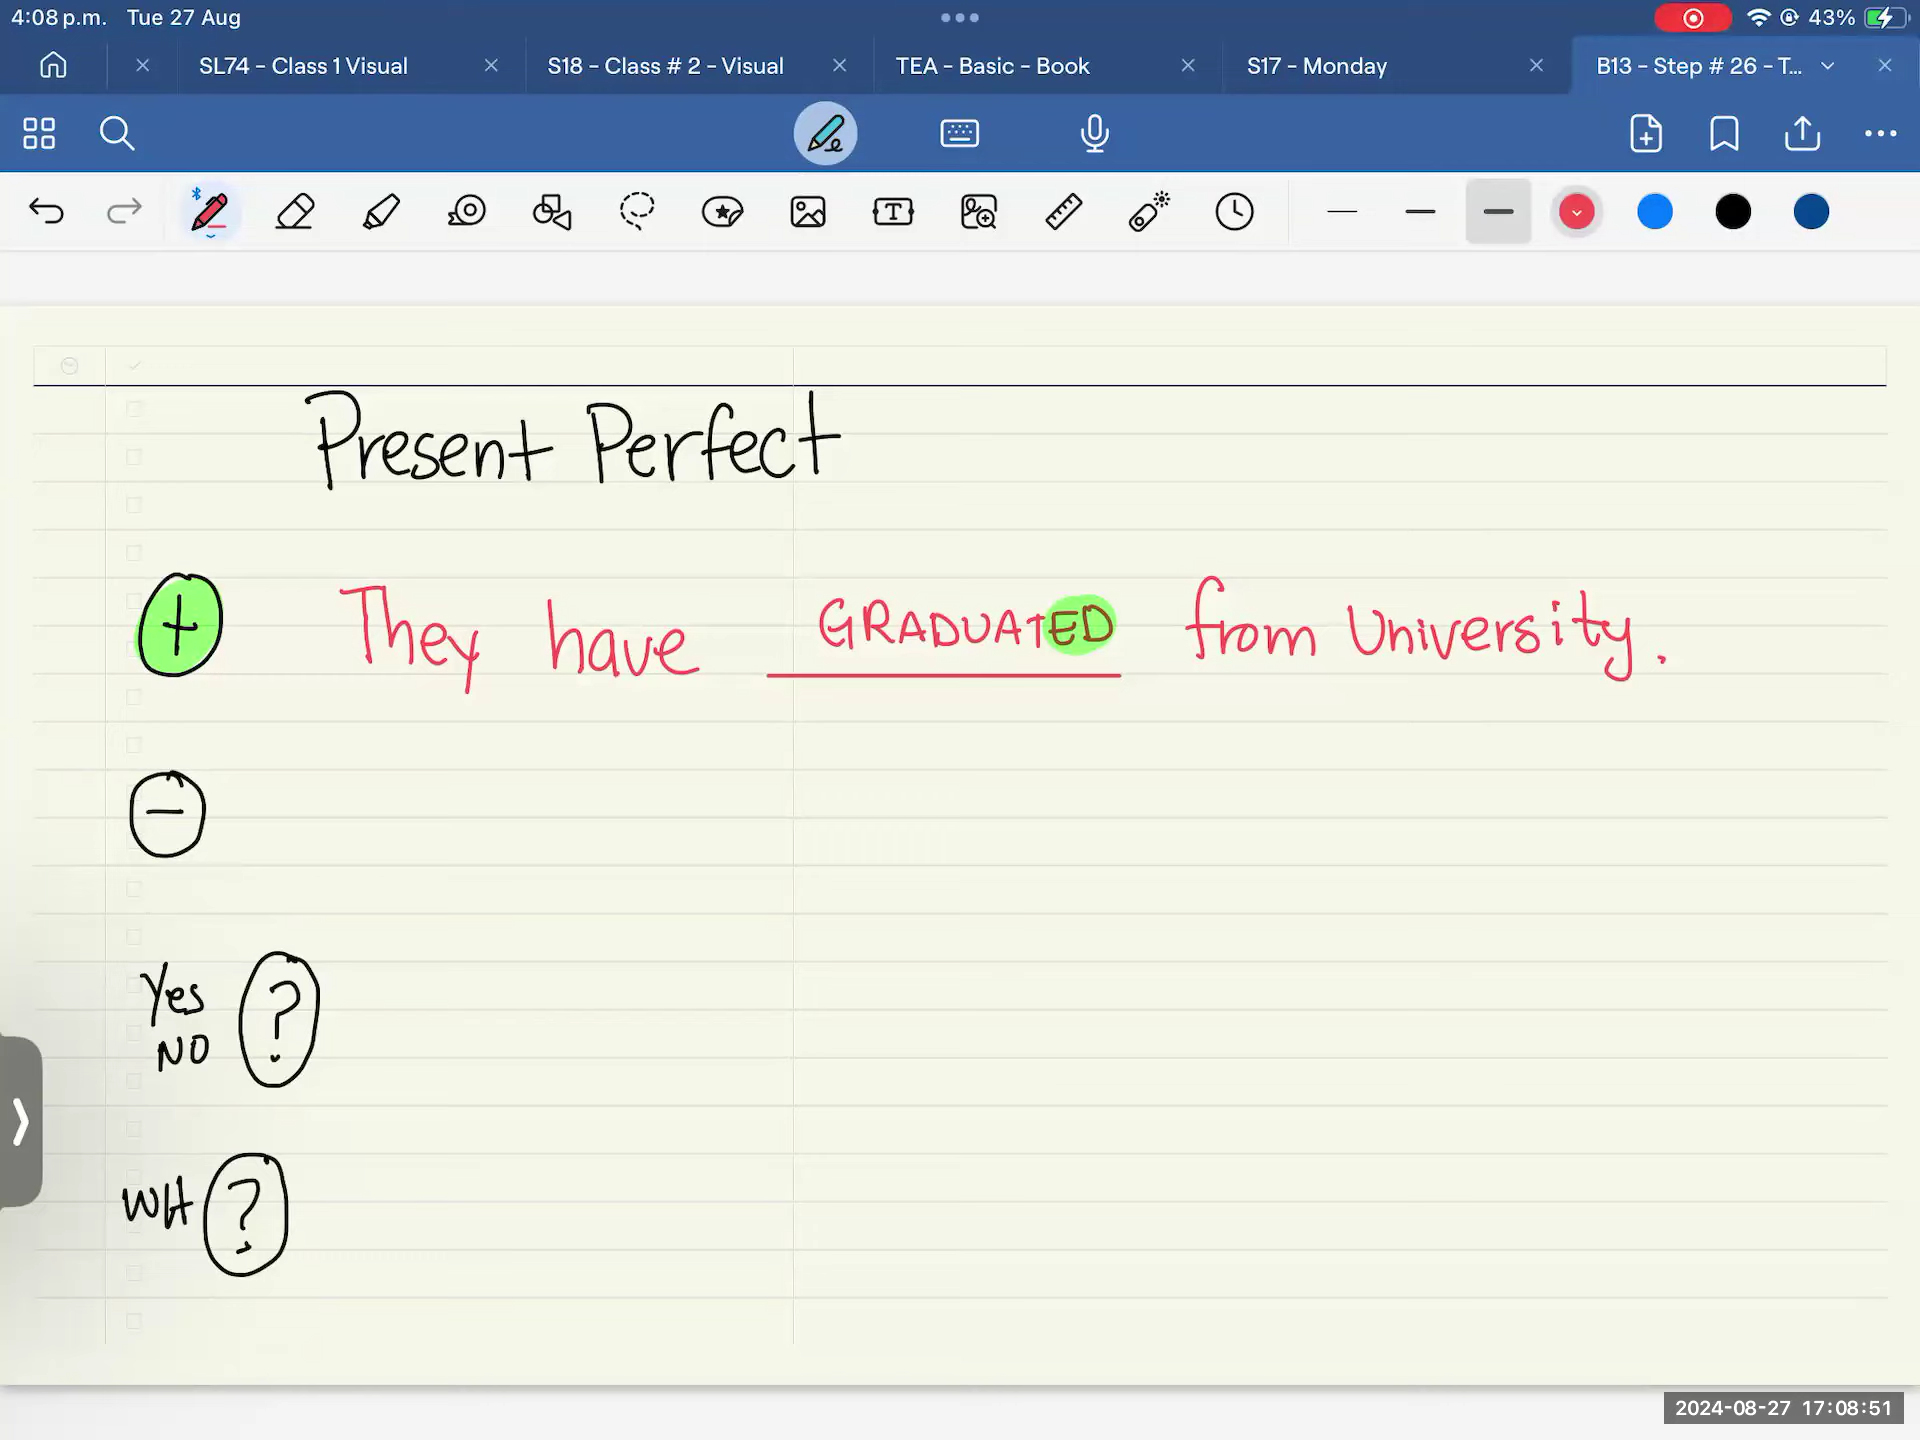 4:08 p.m. Tue 27 Aug
43%
SL74 - Class 1 Visual
S18 - Class # 2 - Visual
TEA - Basic - Book
S17 - Monday
B13 - Step # 26 - T...
Present Perfect
+ They have GRADUATED from University.
−
Yes
NO ?
WH ?
2024-08-27 17:08:51